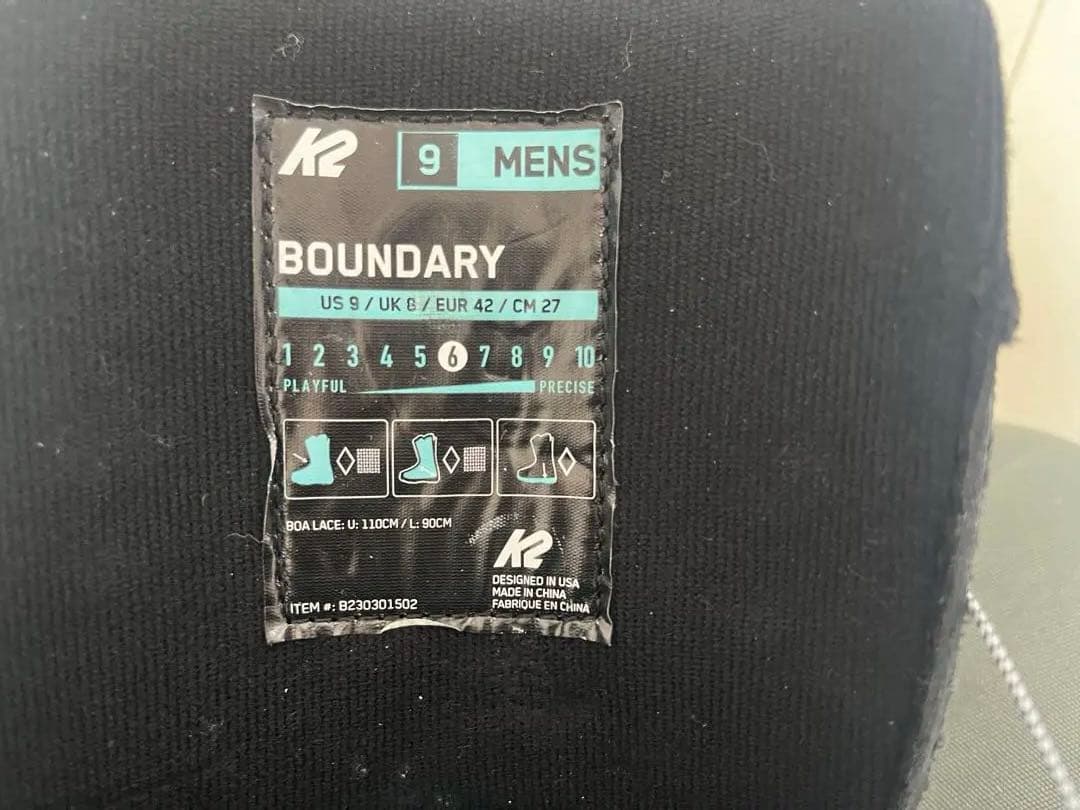 K2 9 MENS
BOUNDARY
US 9 / UK 8 / EUR 42 / CM 27
1 2 3 4 5 6 7 8 9 10
PLAYFUL PRECISE
BOA LACE: U: 110CM / L: 90CM
K2
DESIGNED IN USA
MADE IN CHINA
FABRIQUE EN CHINA
ITEM #: B230301502